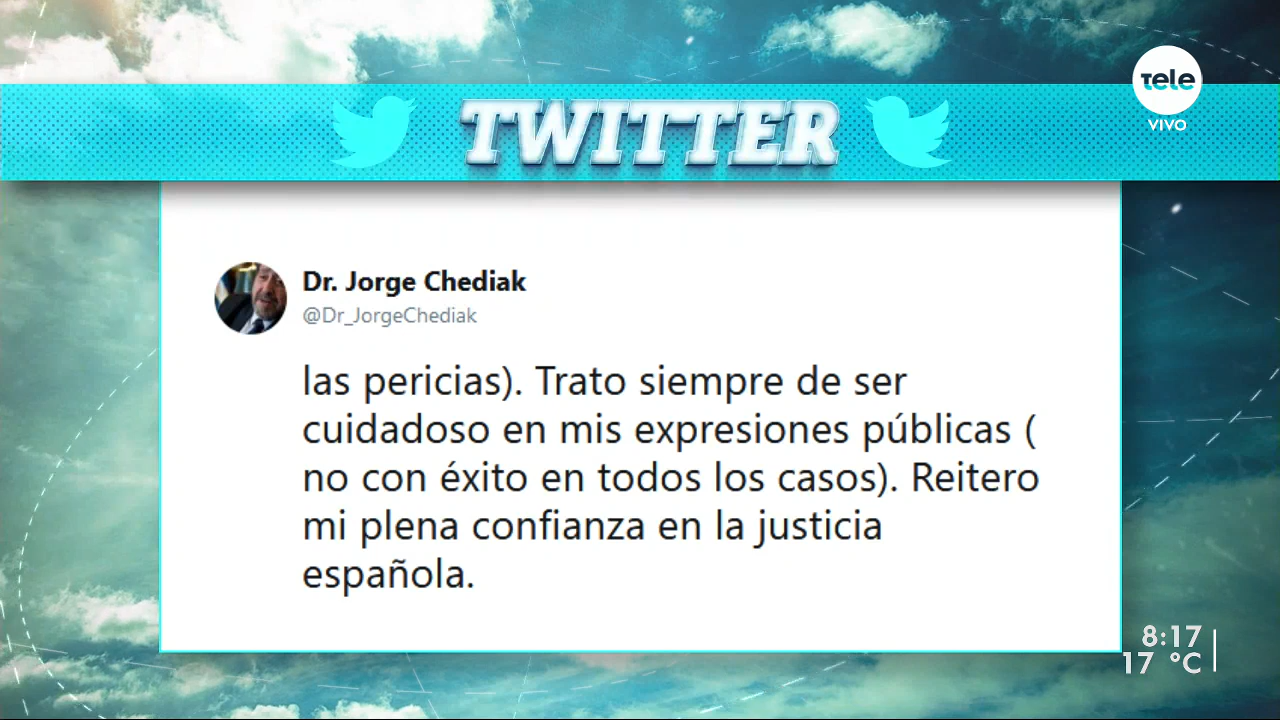 tele
VIVO
TWITTER
Dr. Jorge Chediak
@Dr_JorgeChediak
las pericias). Trato siempre de ser
cuidadoso en mis expresiones públicas (
no con éxito en todos los casos). Reitero
mi plena confianza en la justicia
española.
8:17
17 °C